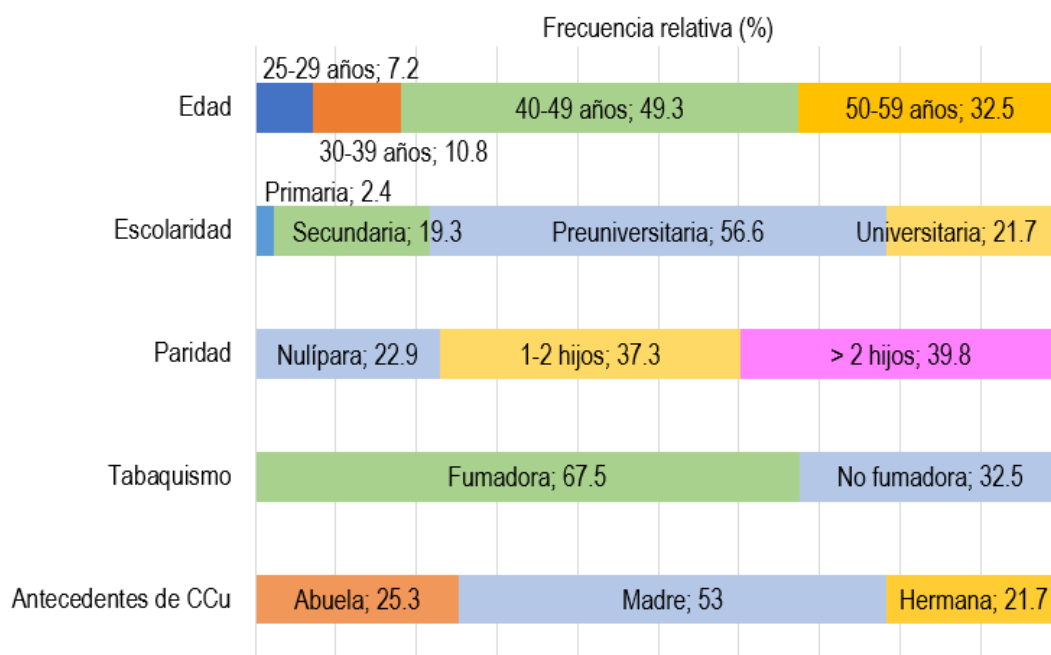 Frecuencia relativa (%)
25-29 años; 7.2
Edad
40-49 años; 49.3
50-59 años; 32.5
30-39 años; 10.8
Primaria; 2.4
Escolaridad
Secundaria; 19.3
Preuniversitaria; 56.6
Universitaria; 21.7
Paridad
Nulípara; 22.9
1-2 hijos; 37.3
> 2 hijos; 39.8
Tabaquismo
Fumadora; 67.5
No fumadora; 32.5
Antecedentes de CCu
Abuela; 25.3
Madre; 53
Hermana; 21.7